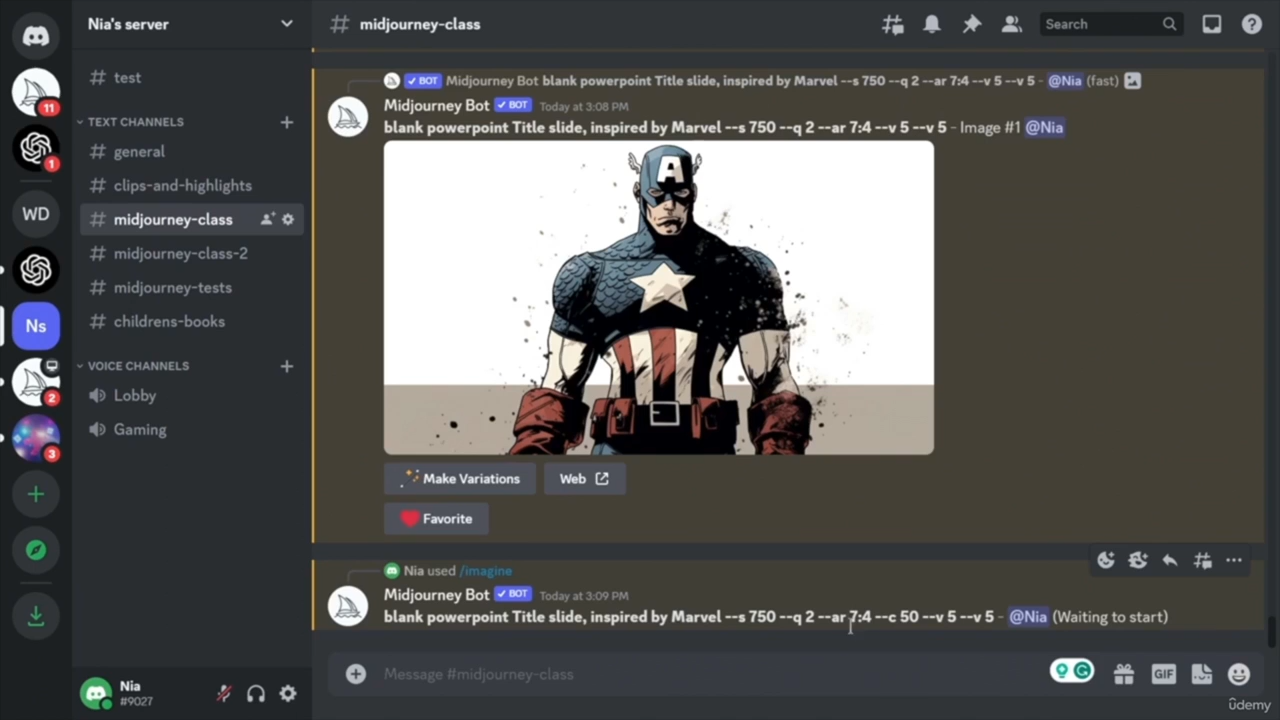 Nia's server
# midjourney-class
Search
# test
TEXT CHANNELS
# general
# clips-and-highlights
# midjourney-class
# midjourney-class-2
# midjourney-tests
# childrens-books
VOICE CHANNELS
Lobby
Gaming
11
1
WD
Ns
2
3
Nia
#9027
BOT Midjourney Bot blank powerpoint Title slide, inspired by Marvel --s 750 --q 2 --ar 7:4 --v 5 --v 5 - @Nia (fast)
Midjourney Bot BOT Today at 3:08 PM
blank powerpoint Title slide, inspired by Marvel --s 750 --q 2 --ar 7:4 --v 5 --v 5 - Image #1 @Nia
A
Make Variations Web
Favorite
Nia used /imagine
Midjourney Bot BOT Today at 3:09 PM
blank powerpoint Title slide, inspired by Marvel --s 750 --q 2 --ar 7:4 --c 50 --v 5 --v 5 - @Nia (Waiting to start)
Message #midjourney-class
GIF
ûdemy